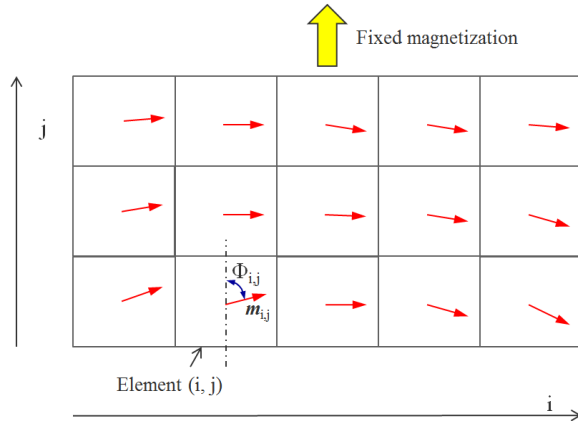 Fixed magnetization
j
Φi,j
mi,j
Element (i, j)
i